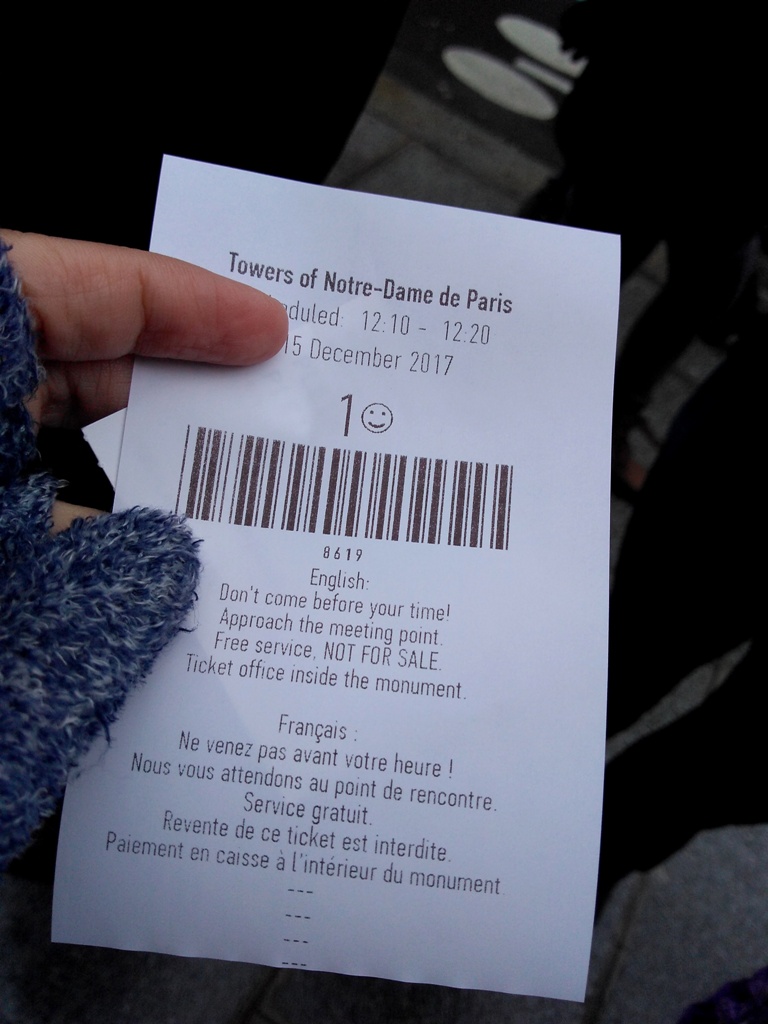 Towers of Notre-Dame de Paris
duled: 12:10 - 12:20
15 December 2017
1
8619
English:
Don't come before your time!
Approach the meeting point.
Free service, NOT FOR SALE.
Ticket office inside the monument.
Français :
Ne venez pas avant votre heure !
Nous vous attendons au point de rencontre.
Service gratuit.
Revente de ce ticket est interdite.
Paiement en caisse à l'intérieur du monument
---
---
---
---